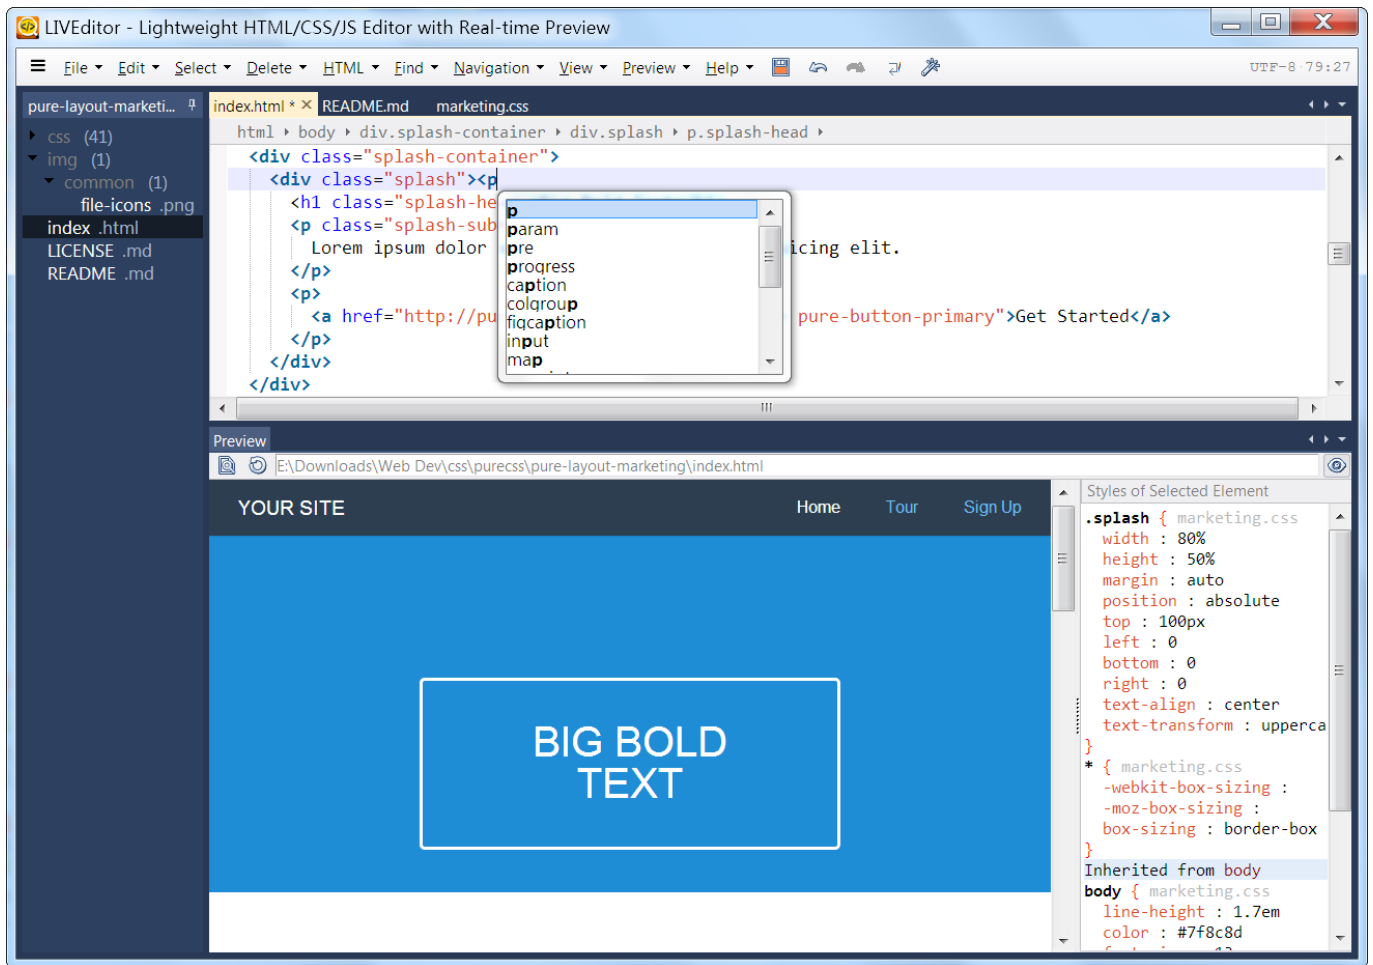 LIVEditor - Lightweight HTML/CSS/JS Editor with Real-time Preview
File Edit Select Delete HTML Find Navigation View Preview Help UTF-8 79:27
pure-layout-marketi...
css (41)
img (1)
common (1)
file-icons .png
index .html
LICENSE .md
README .md
index.html * × README.md marketing.css
html body div.splash-container div.splash p.splash-head
<div class="splash-container">
<div class="splash"><p
<h1 class="splash-he
<p class="splash-sub
Lorem ipsum dolor icing elit.
</p>
<p>
<a href="http://pu pure-button-primary">Get Started</a>
</p>
</div>
</div>
p
param
pre
progress
caption
colgroup
figcaption
input
map
Preview
E:\Downloads\Web Dev\css\purecss\pure-layout-marketing\index.html
YOUR SITE Home Tour Sign Up
BIG BOLD
TEXT
Styles of Selected Element
.splash { marketing.css
width : 80%
height : 50%
margin : auto
position : absolute
top : 100px
left : 0
bottom : 0
right : 0
text-align : center
text-transform : upperca
}
* { marketing.css
-webkit-box-sizing :
-moz-box-sizing :
box-sizing : border-box
}
Inherited from body
body { marketing.css
line-height : 1.7em
color : #7f8c8d